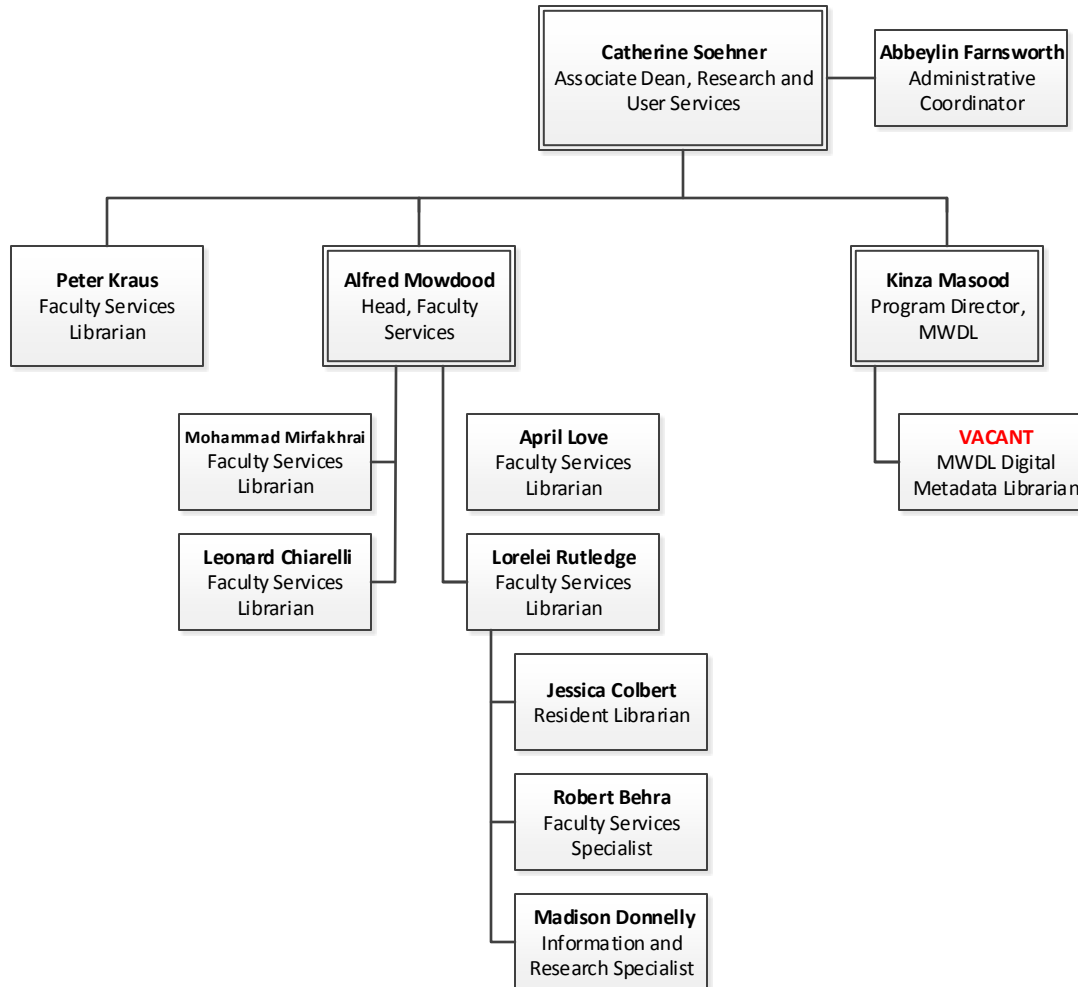 Catherine Soehner
Associate Dean, Research and
User Services
Abbeylin Farnsworth
Administrative
Coordinator
Peter Kraus
Faculty Services
Librarian
Alfred Mowdood
Head, Faculty
Services
Kinza Masood
Program Director,
MWDL
Mohammad Mirfakhrai
Faculty Services
Librarian
April Love
Faculty Services
Librarian
VACANT
MWDL Digital
Metadata Librarian
Leonard Chiarelli
Faculty Services
Librarian
Lorelei Rutledge
Faculty Services
Librarian
Jessica Colbert
Resident Librarian
Robert Behra
Faculty Services
Specialist
Madison Donnelly
Information and
Research Specialist